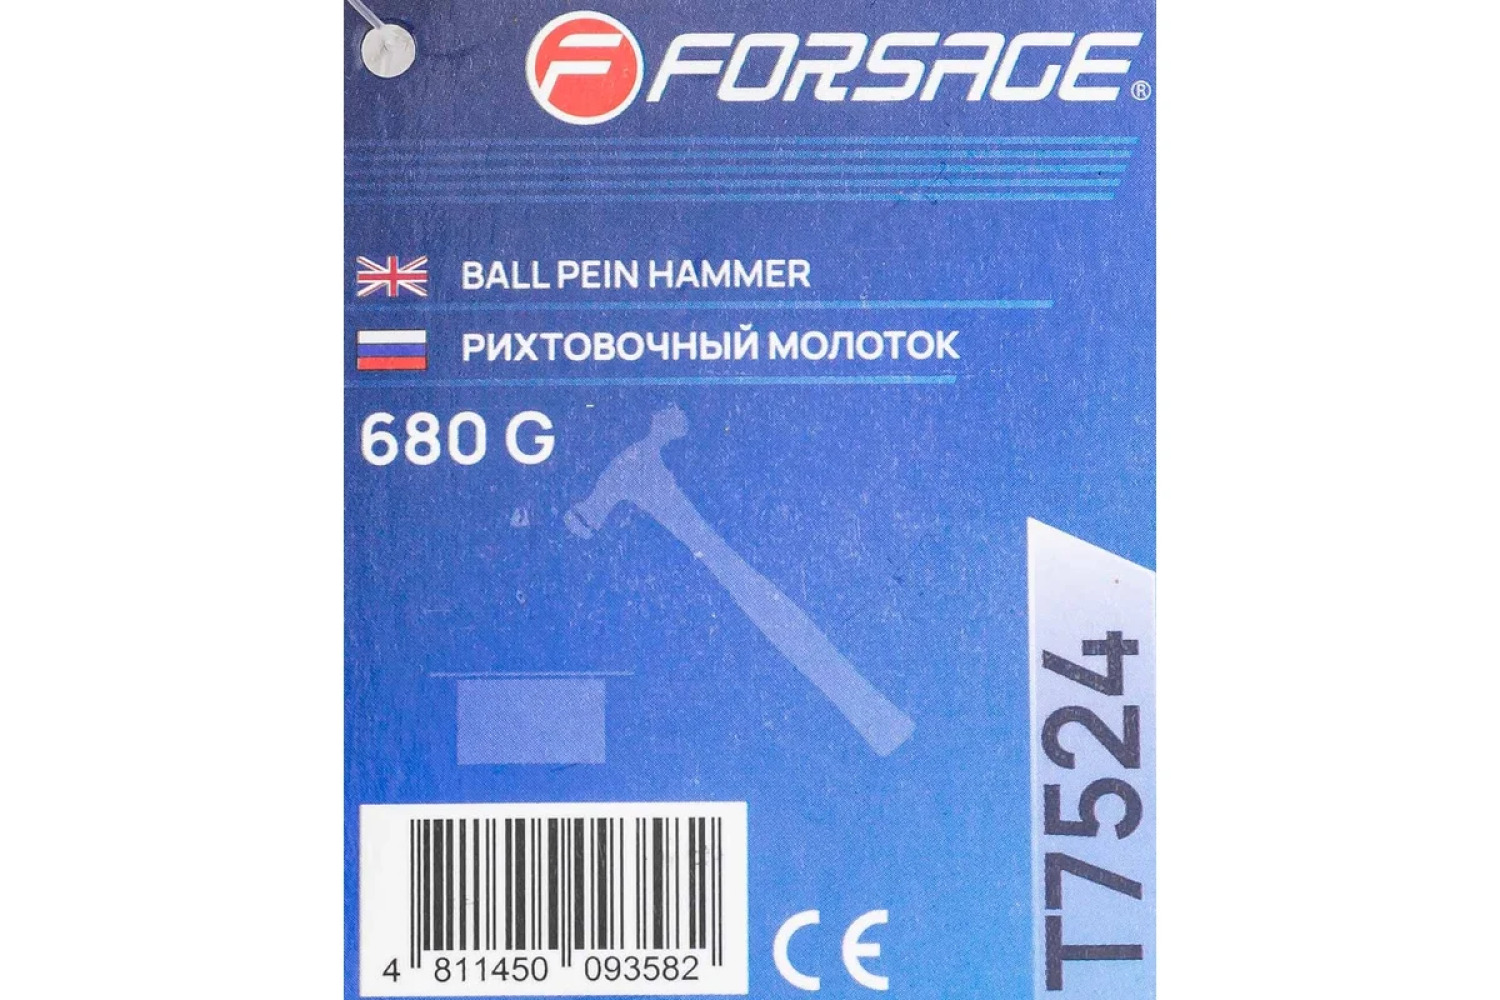 FORSAGE®
BALL PEIN HAMMER
РИХТОВОЧНЫЙ МОЛОТОК
680 G
T7524
4 811450 093582
CE